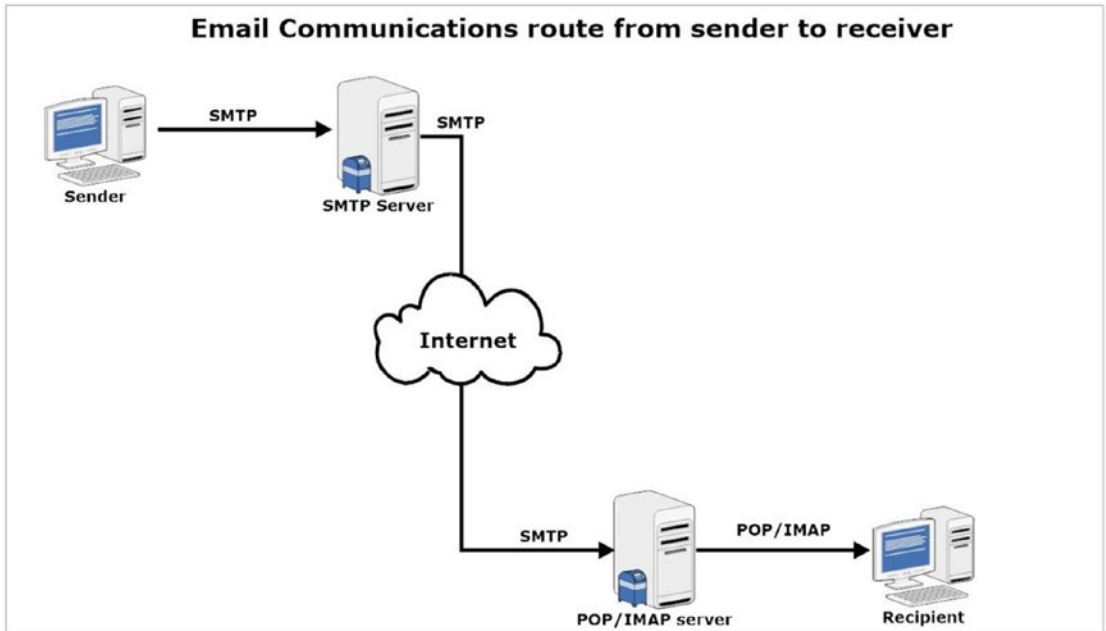 Email Communications route from sender to receiver
SMTP
SMTP
Sender
SMTP Server
Internet
SMTP
POP/IMAP
POP/IMAP server
Recipient